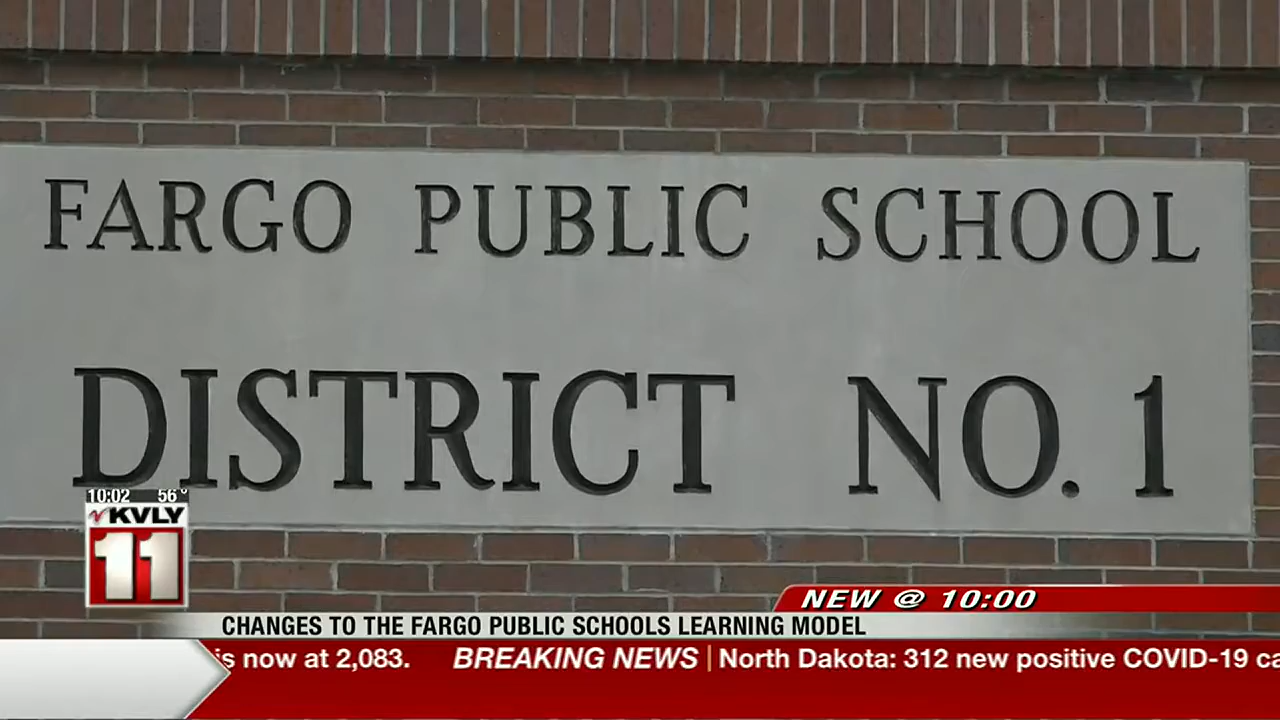 FARGO PUBLIC SCHOOL
DISTRICT NO. 1
10:02 56°
KVLY
11
NEW @ 10:00
CHANGES TO THE FARGO PUBLIC SCHOOLS LEARNING MODEL
is now at 2,083. BREAKING NEWS | North Dakota: 312 new positive COVID-19